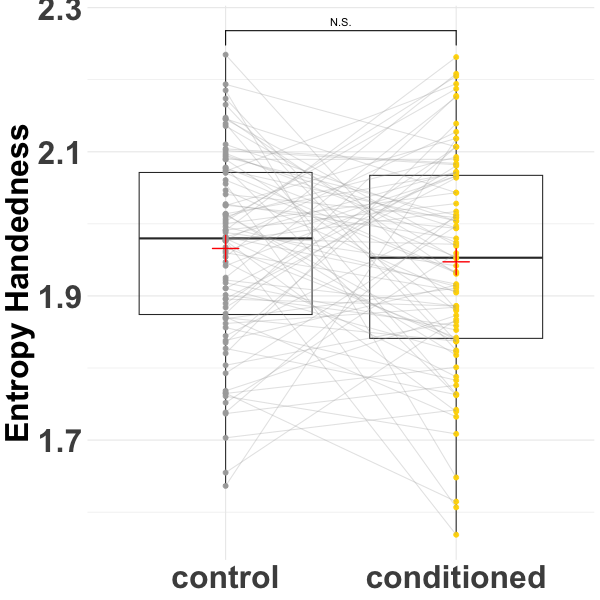 2.3
N.S.
2.1
1.9
1.7
Entropy Handedness
control
conditioned